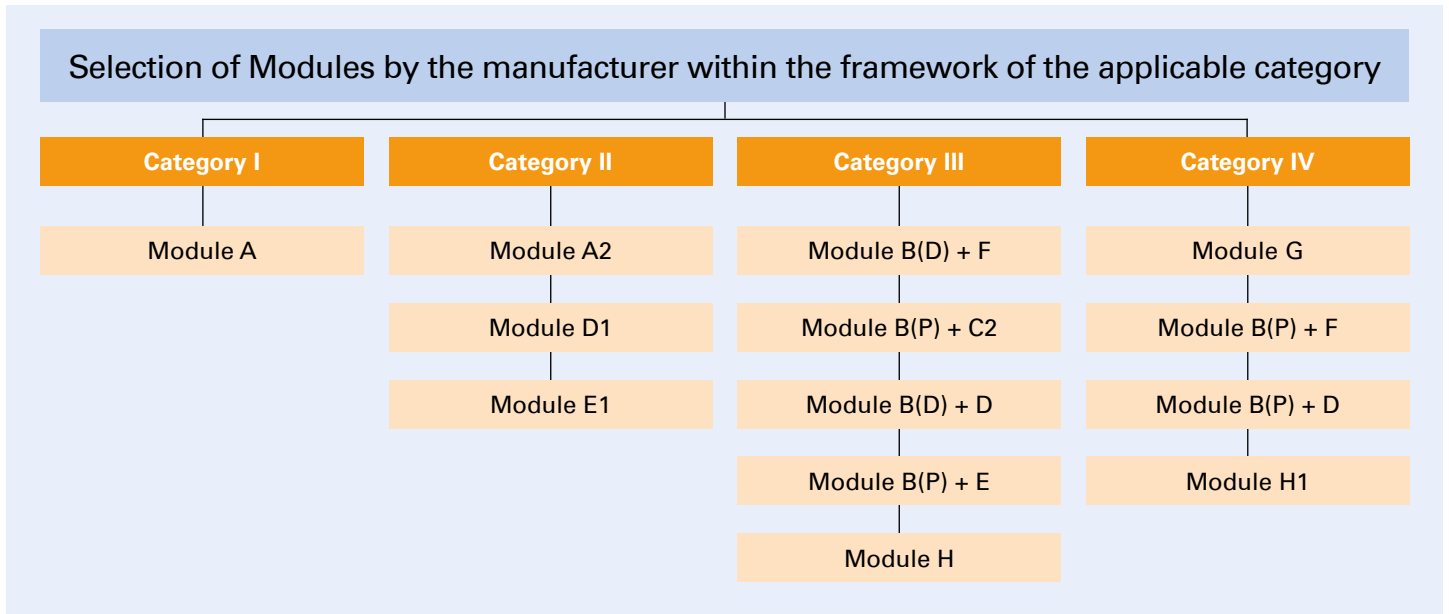 Selection of Modules by the manufacturer within the framework of the applicable category
Category I
Module A
Category II
Module A2
Module D1
Module E1
Category III
Module B(D) + F
Module B(P) + C2
Module B(D) + D
Module B(P) + E
Module H
Category IV
Module G
Module B(P) + F
Module B(P) + D
Module H1